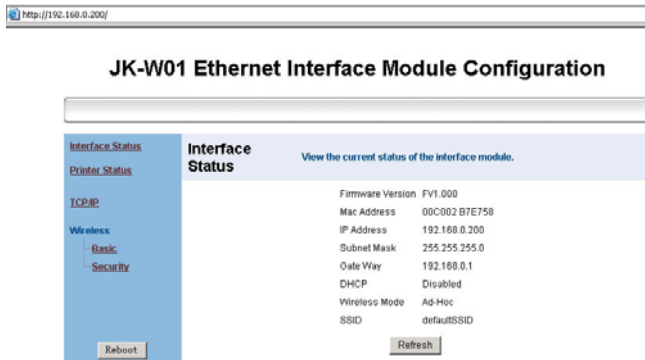 http://192.168.0.200/
JK-W01 Ethernet Interface Module Configuration
Interface Status
Printer Status
TCP/IP
Wireless
Basic
Security
Reboot
Interface Status
View the current status of the interface module.
Firmware Version FV1.000
Mac Address 00C002 B7E758
IP Address 192.168.0.200
Subnet Mask 255.255.255.0
Gate Way 192.168.0.1
DHCP Disabled
Wireless Mode Ad-Hoc
SSID defaultSSID
Refresh